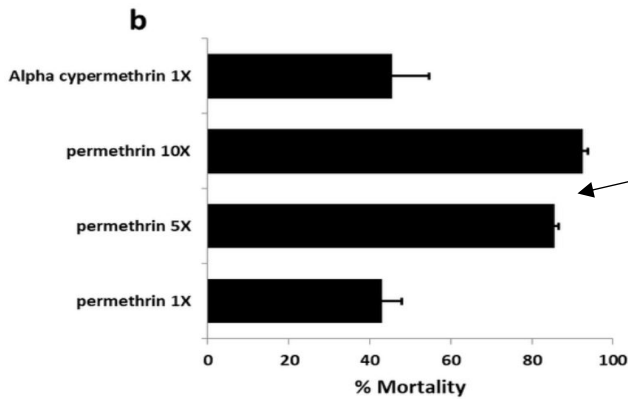 b
Alpha cypermethrin 1X
permethrin 10X
permethrin 5X
permethrin 1X
0 20 40 60 80 100
% Mortality